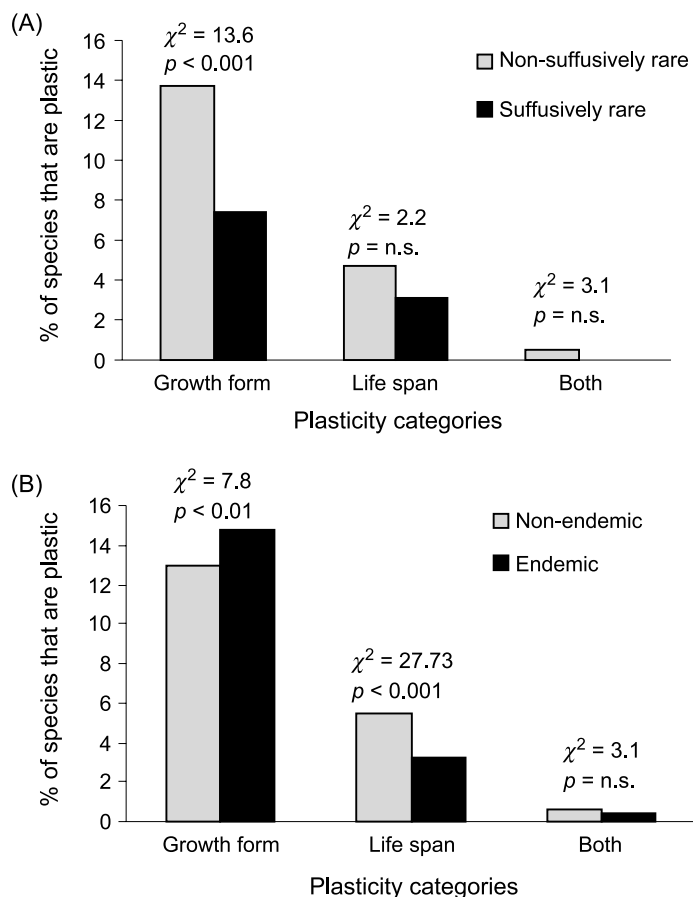 (A)
% of species that are plastic
16
14
12
10
8
6
4
2
0
χ² = 13.6
p < 0.001
χ² = 2.2
p = n.s.
χ² = 3.1
p = n.s.
Non-suffusively rare
Suffusively rare
Growth form Life span Both
Plasticity categories
(B)
% of species that are plastic
16
14
12
10
8
6
4
2
0
χ² = 7.8
p < 0.01
χ² = 27.73
p < 0.001
χ² = 3.1
p = n.s.
Non-endemic
Endemic
Growth form Life span Both
Plasticity categories